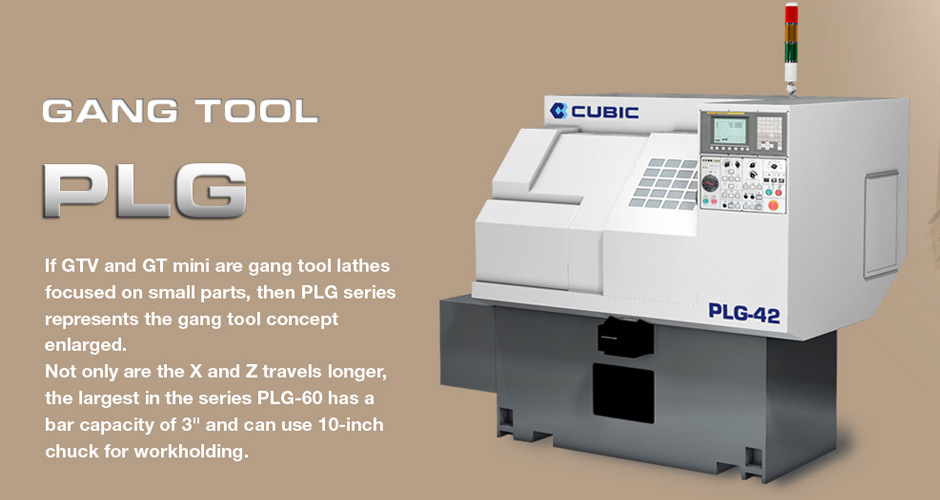 GANG TOOL
PLG
If GTV and GT mini are gang tool lathes
focused on small parts, then PLG series
represents the gang tool concept
enlarged.
Not only are the X and Z travels longer,
the largest in the series PLG-60 has a
bar capacity of 3" and can use 10-inch
chuck for workholding.
CUBIC
PLG-42